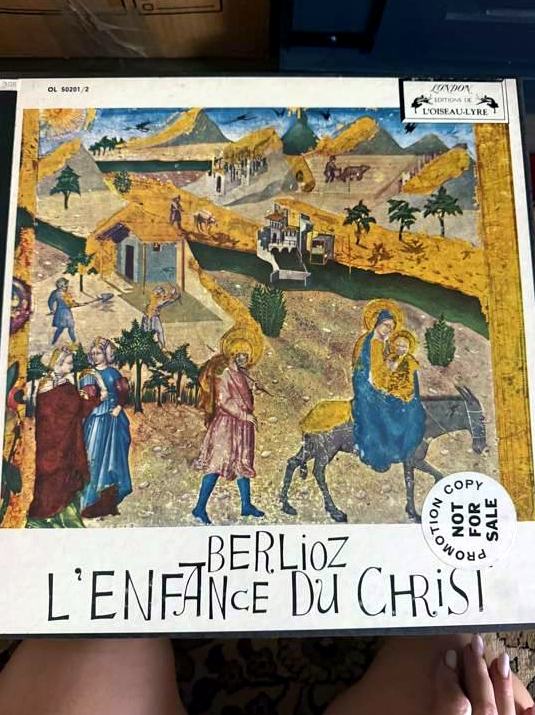 OL 50201/2
LONDON
EDITIONS DE
L'OISEAU-LYRE
PROMOTION COPY
NOT
FOR
SALE
BERLIOZ
L'ENFANCE DU CHRIST